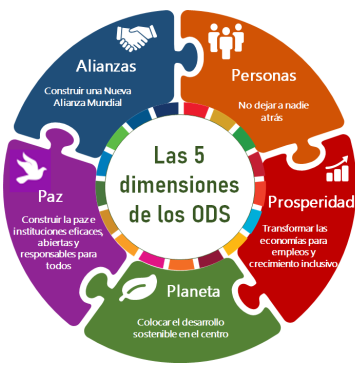 Alianzas
Construir una Nueva
Alianza Mundial
Personas
No dejar a nadie
atrás
Las 5
dimensiones
de los ODS
Paz
Construir la paz e
instituciones eficaces,
abiertas y
responsables para
todos
Prosperidad
Transformar las
economías para
empleos y
crecimiento inclusivo
Planeta
Colocar el desarrollo
sostenible en el centro